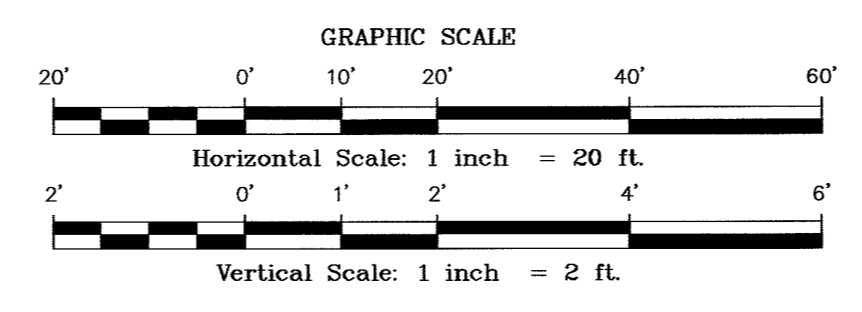 GRAPHIC SCALE
20' 0' 10' 20' 40' 60'
Horizontal Scale: 1 inch = 20 ft.
2' 0' 1' 2' 4' 6'
Vertical Scale: 1 inch = 2 ft.